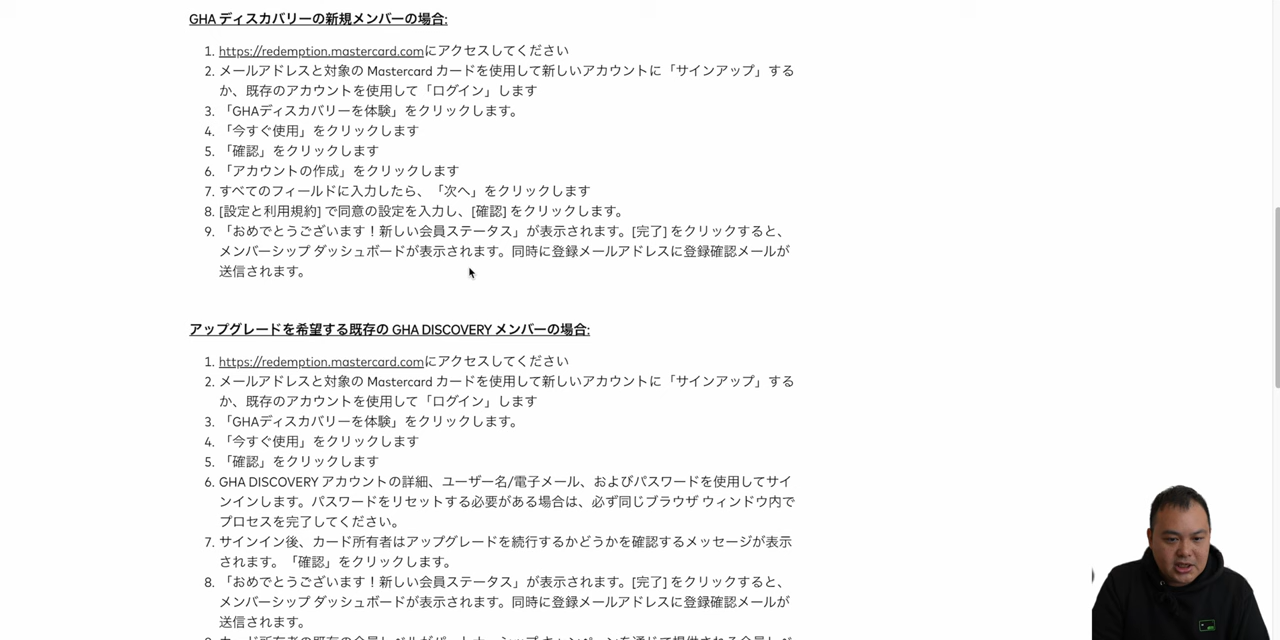 GHA ディスカバリーの新規メンバーの場合:
1. https://redemption.mastercard.comにアクセスしてください
2. メールアドレスと対象の Mastercard カードを使用して新しいアカウントに「サインアップ」する
か、既存のアカウントを使用して「ログイン」します
3. 「GHAディスカバリーを体験」をクリックします。
4. 「今すぐ使用」をクリックします
5. 「確認」をクリックします
6. 「アカウントの作成」をクリックします
7. すべてのフィールドに入力したら、「次へ」をクリックします
8. [設定と利用規約] で同意の設定を入力し、[確認] をクリックします。
9. 「おめでとうございます！新しい会員ステータス」が表示されます。[完了] をクリックすると、
メンバーシップ ダッシュボードが表示されます。同時に登録メールアドレスに登録確認メールが
送信されます。
アップグレードを希望する既存の GHA DISCOVERY メンバーの場合:
1. https://redemption.mastercard.comにアクセスしてください
2. メールアドレスと対象の Mastercard カードを使用して新しいアカウントに「サインアップ」する
か、既存のアカウントを使用して「ログイン」します
3. 「GHAディスカバリーを体験」をクリックします。
4. 「今すぐ使用」をクリックします
5. 「確認」をクリックします
6. GHA DISCOVERY アカウントの詳細、ユーザー名/電子メール、およびパスワードを使用してサイ
ンインします。パスワードをリセットする必要がある場合は、必ず同じブラウザ ウィンドウ内で
プロセスを完了してください。
7. サインイン後、カード所有者はアップグレードを続行するかどうかを確認するメッセージが表示
されます。「確認」をクリックします。
8. 「おめでとうございます！新しい会員ステータス」が表示されます。[完了] をクリックすると、
メンバーシップ ダッシュボードが表示されます。同時に登録メールアドレスに登録確認メールが
送信されます。